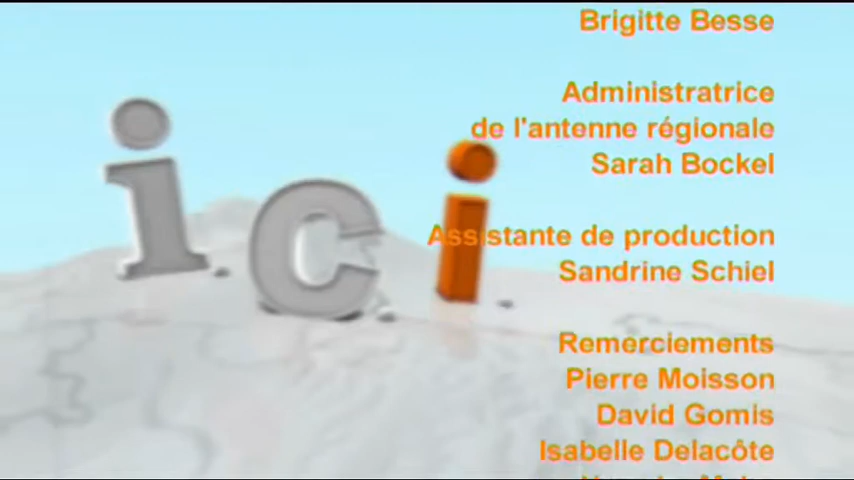 i.ci
Brigitte Besse
Administratrice
de l'antenne régionale
Sarah Bockel
Assistante de production
Sandrine Schiel
Remerciements
Pierre Moisson
David Gomis
Isabelle Delacôte